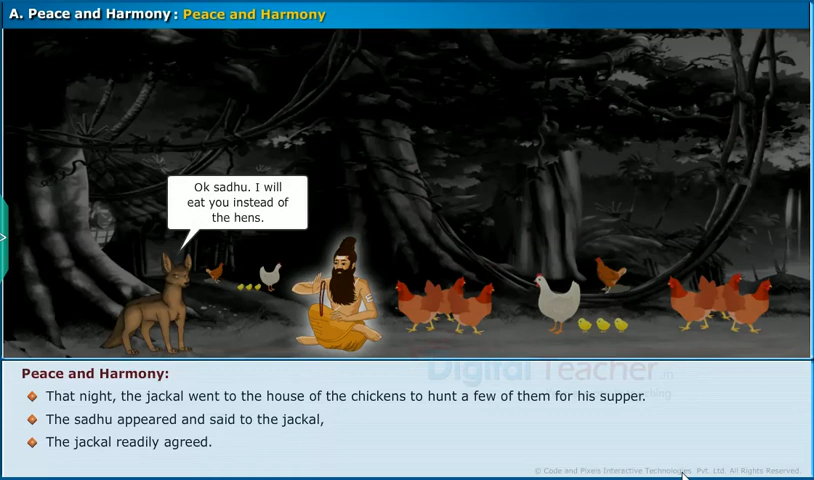 A. Peace and Harmony : Peace and Harmony
Ok sadhu. I will
eat you instead of
the hens.
Digital Teacher.in
Peace and Harmony:
That night, the jackal went to the house of the chickens to hunt a few of them for his supper.
The sadhu appeared and said to the jackal,
The jackal readily agreed.
© Code and Pixels Interactive Technologies Pvt. Ltd. All Rights Reserved.